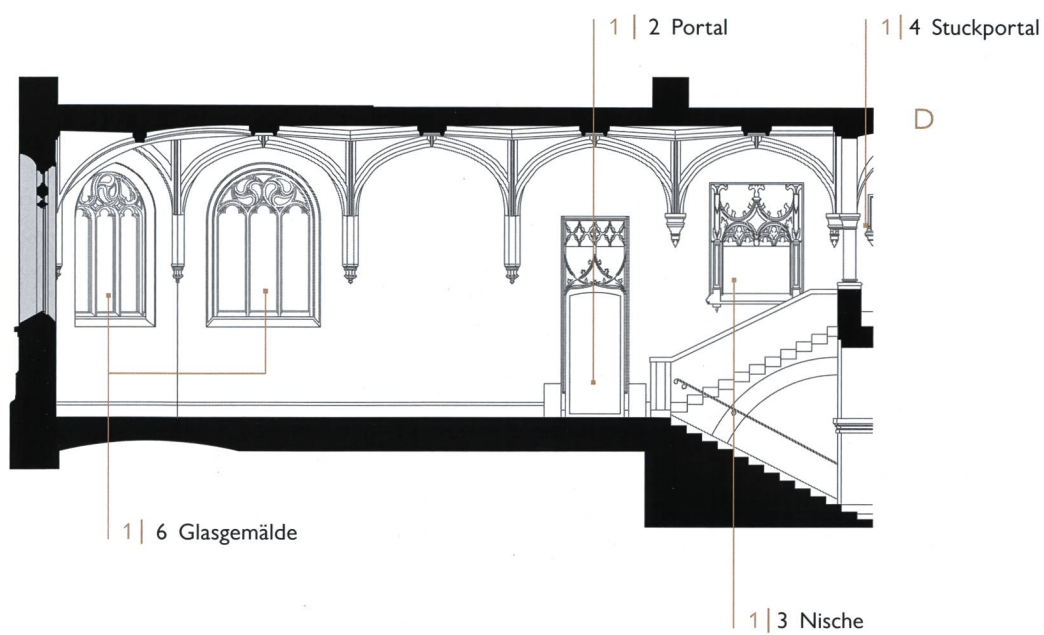 1 | 2 Portal
1 | 4 Stuckportal
D
1 | 6 Glasgemälde
1 | 3 Nische